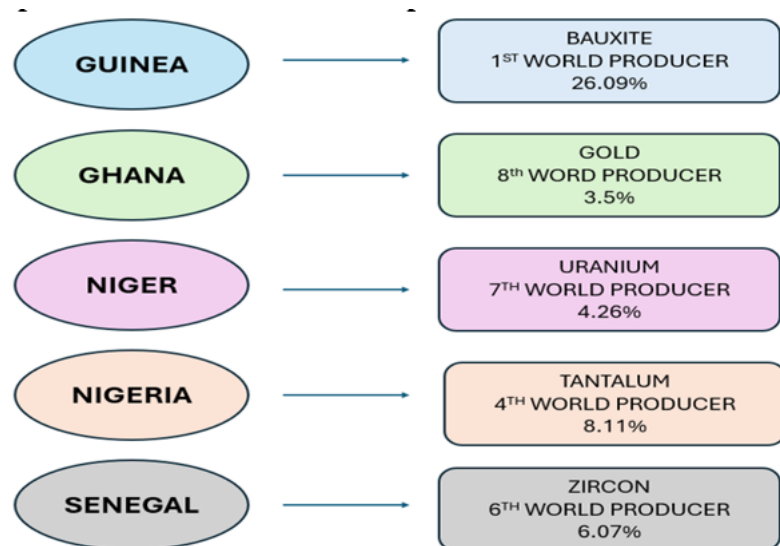 GUINEA
BAUXITE
1ST WORLD PRODUCER
26.09%
GHANA
GOLD
8th WORD PRODUCER
3.5%
NIGER
URANIUM
7TH WORLD PRODUCER
4.26%
NIGERIA
TANTALUM
4TH WORLD PRODUCER
8.11%
SENEGAL
ZIRCON
6TH WORLD PRODUCER
6.07%